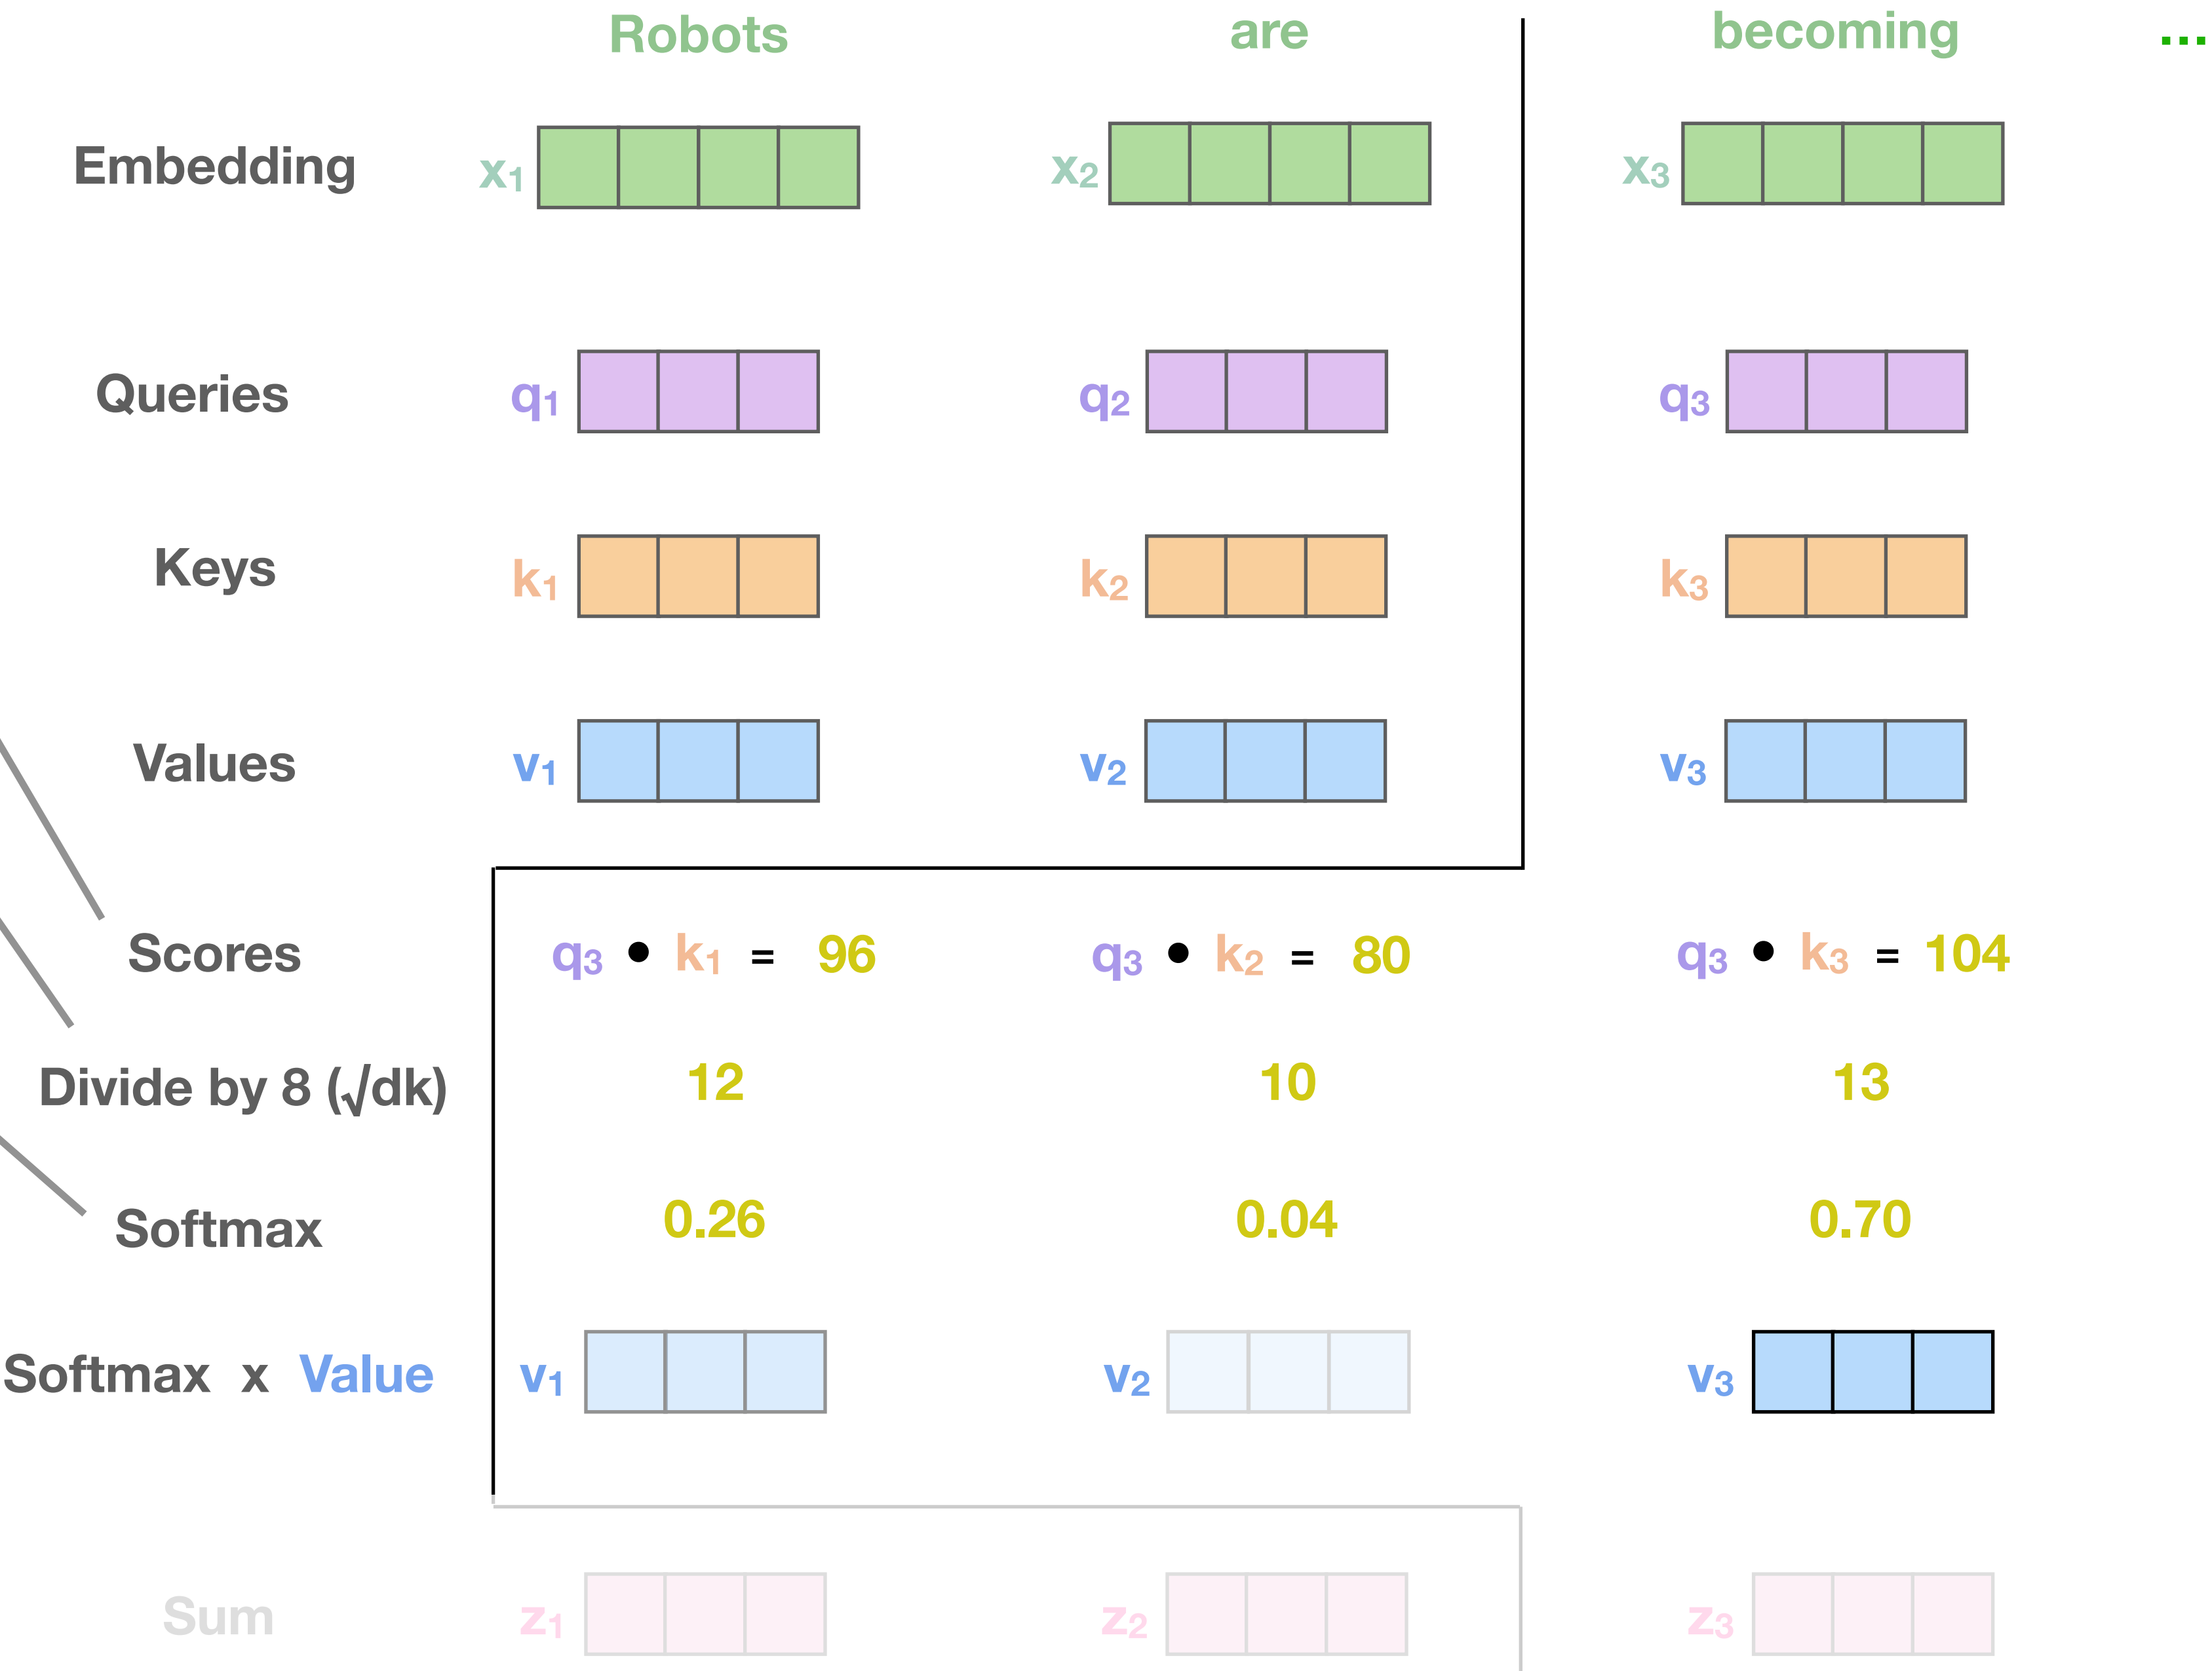 Robots are becoming ...
Embedding x₁ x₂ x₃
Queries q₁ q₂ q₃
Keys k₁ k₂ k₃
Values v₁ v₂ v₃
Scores q₃ • k₁ = 96 q₃ • k₂ = 80 q₃ • k₃ = 104
Divide by 8 (√dk) 12 10 13
Softmax 0.26 0.04 0.70
Softmax x Value v₁ v₂ v₃
Sum z₁ z₂ z₃